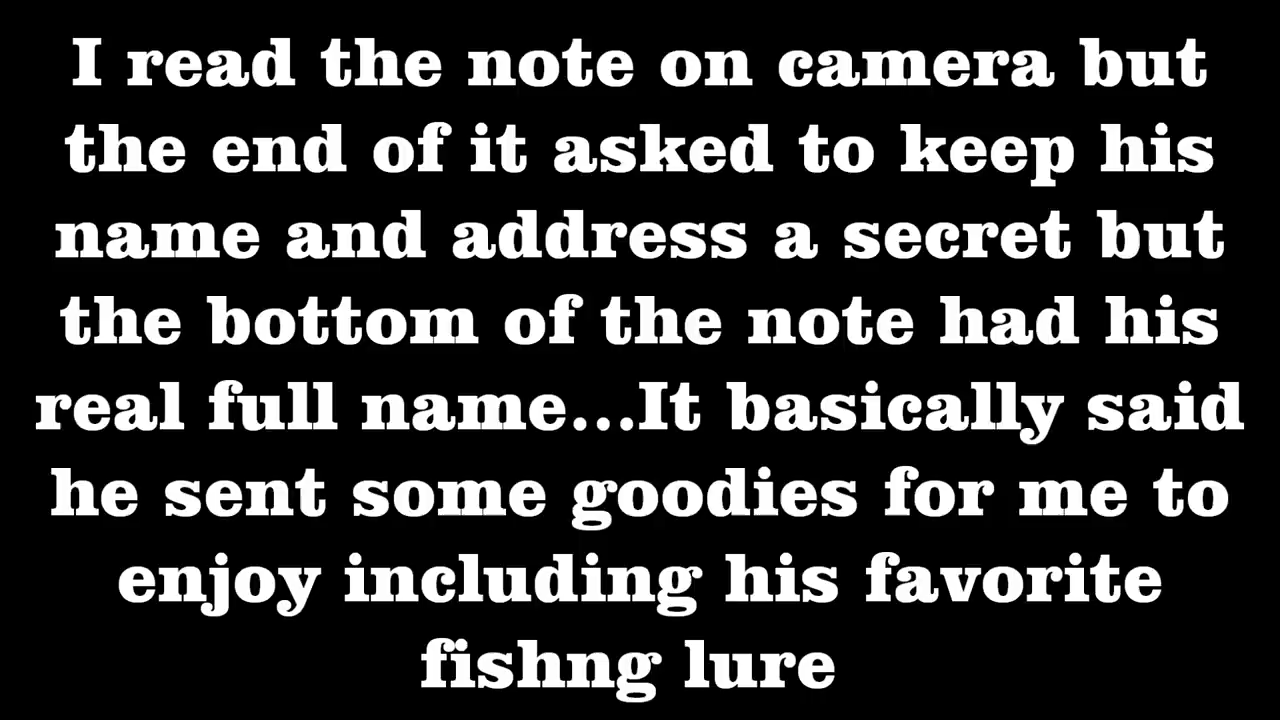 I read the note on camera but
the end of it asked to keep his
name and address a secret but
the bottom of the note had his
real full name...It basically said
he sent some goodies for me to
enjoy including his favorite
fishng lure